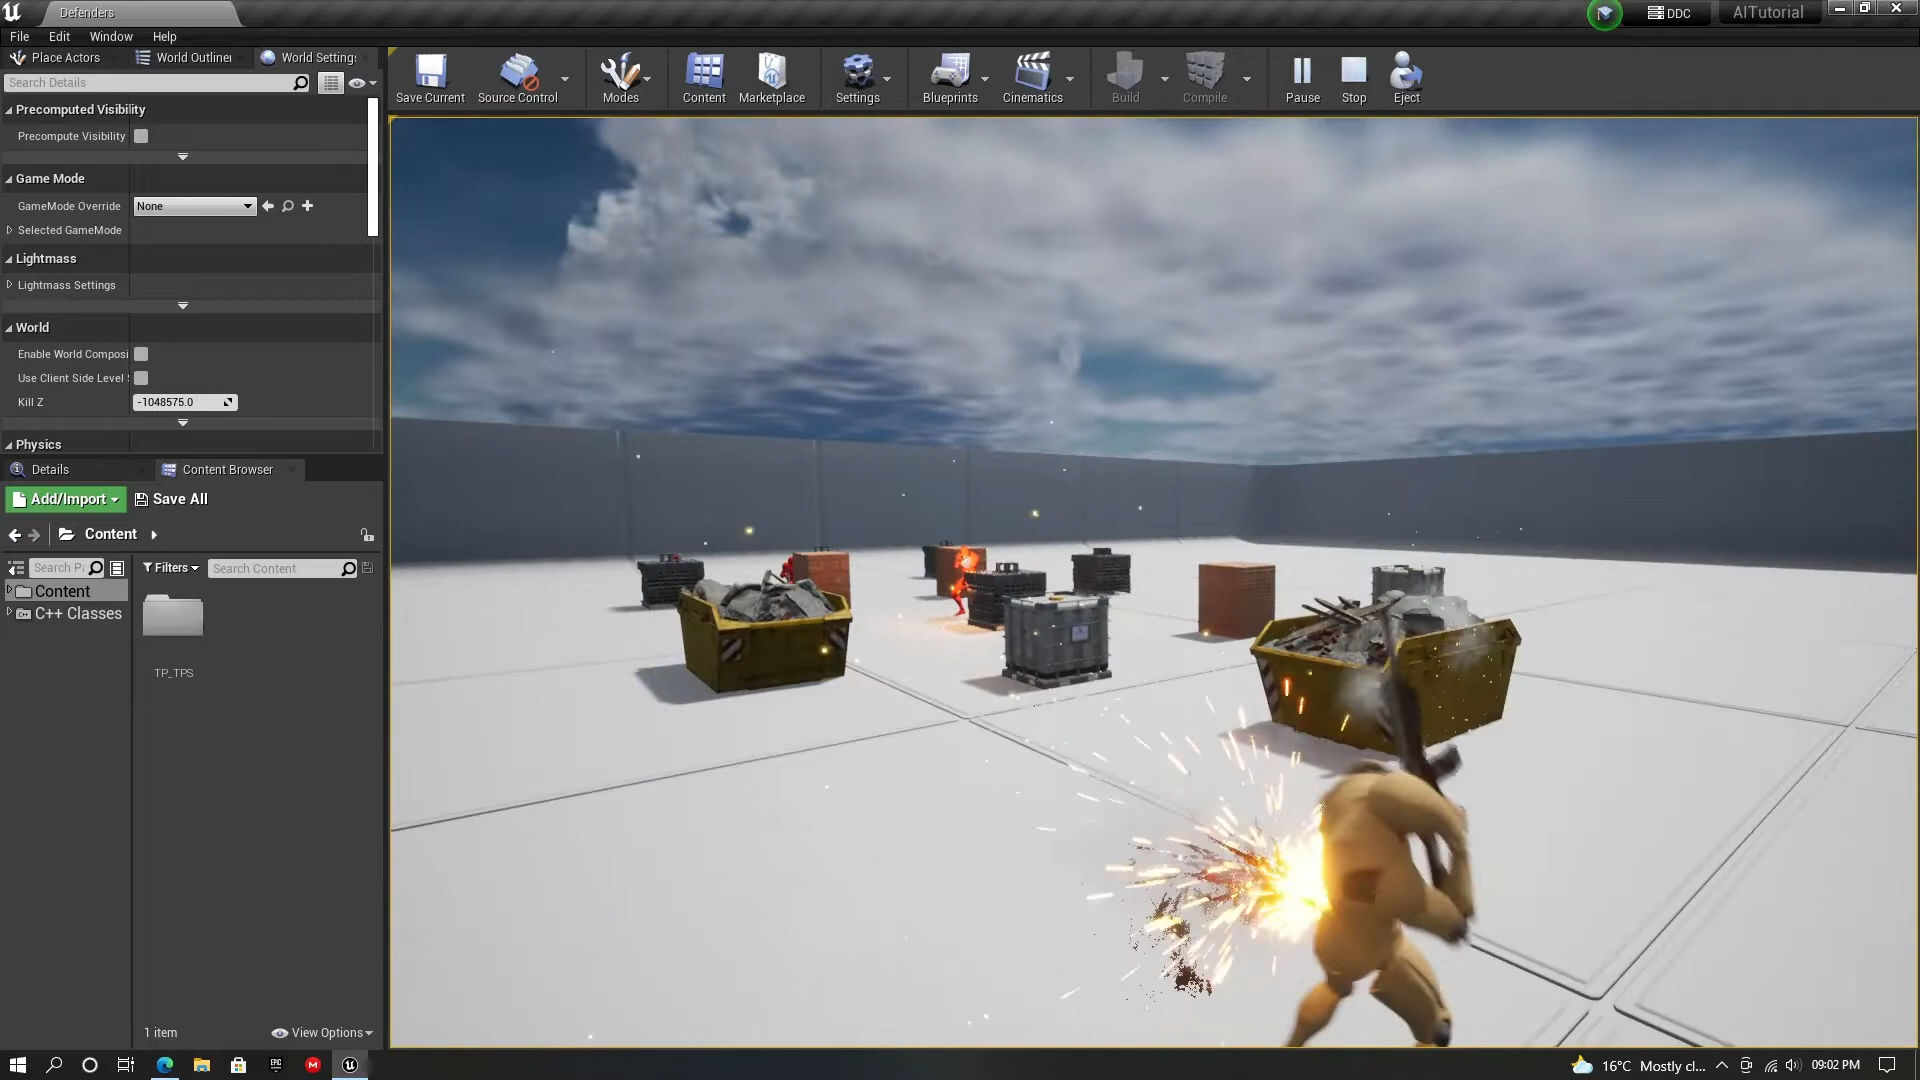 Defenders
DDC
AITutorial
File Edit Window Help
Place Actors World Outliner World Settings
Search Details
Precomputed Visibility
Precompute Visibility
Game Mode
GameMode Override None
Selected GameMode
Lightmass
Lightmass Settings
World
Enable World Composi
Use Client Side Level
Kill Z -1048575.0
Physics
Save Current Source Control Modes Content Marketplace Settings Blueprints Cinematics Build Compile Pause Stop Eject
Details Content Browser
Add/Import Save All
Content
Search P Filters Search Content
Content
C++ Classes
TP_TPS
1 item View Options
16°C Mostly cl... 09:02 PM